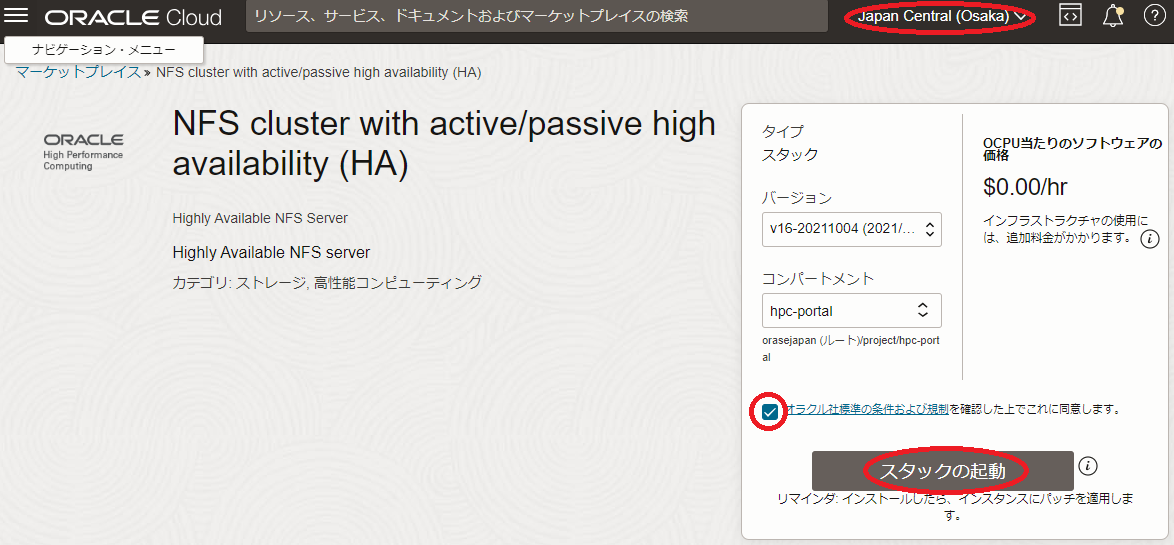 ORACLE Cloud
リソース、サービス、ドキュメントおよびマーケットプレイスの検索
Japan Central (Osaka)
ナビゲーション・メニュー
マーケットプレイス » NFS cluster with active/passive high availability (HA)
ORACLE
High Performance
Computing
NFS cluster with active/passive high
availability (HA)
Highly Available NFS Server
Highly Available NFS server
カテゴリ: ストレージ, 高性能コンピューティング
タイプ
スタック
バージョン
v16-20211004 (2021/...
コンパートメント
hpc-portal
orasejapan (ルート)/project/hpc-port
al
OCPU当たりのソフトウェアの
価格
$0.00/hr
インフラストラクチャの使用に
は、追加料金がかかります。
オラクル社標準の条件および規制を確認した上でこれに同意します。
スタックの起動
リマインダ: インストールしたら、インスタンスにパッチを適用しま
す。